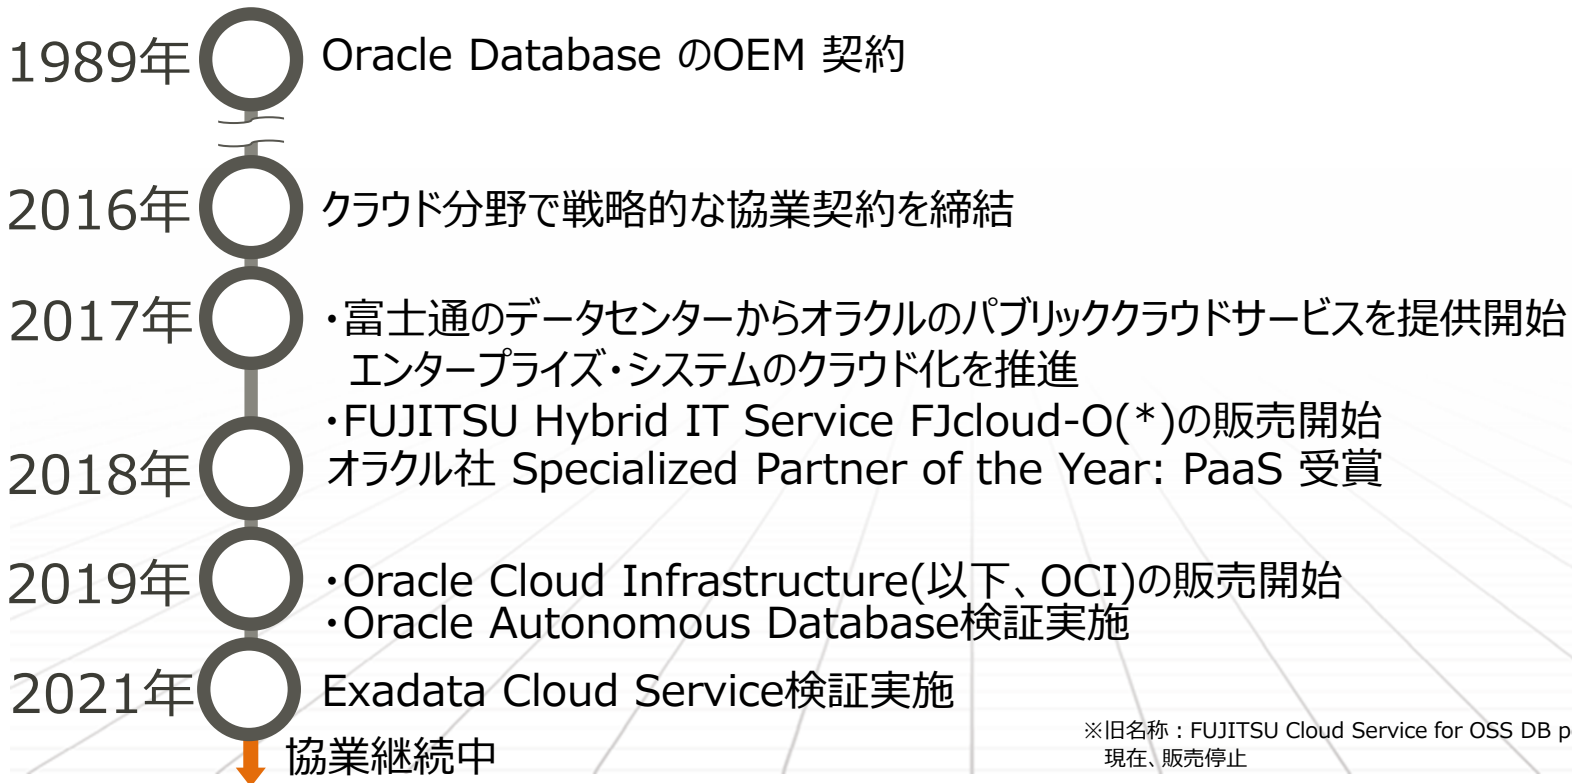 1989年 Oracle Database のOEM 契約
2016年 クラウド分野で戦略的な協業契約を締結
2017年 ・富士通のデータセンターからオラクルのパブリッククラウドサービスを提供開始
エンタープライズ・システムのクラウド化を推進
・FUJITSU Hybrid IT Service FJcloud-O(*)の販売開始
2018年 オラクル社 Specialized Partner of the Year: PaaS 受賞
2019年 ・Oracle Cloud Infrastructure(以下、OCI)の販売開始
・Oracle Autonomous Database検証実施
2021年 Exadata Cloud Service検証実施
協業継続中
※旧名称：FUJITSU Cloud Service for OSS DB
現在、販売停止